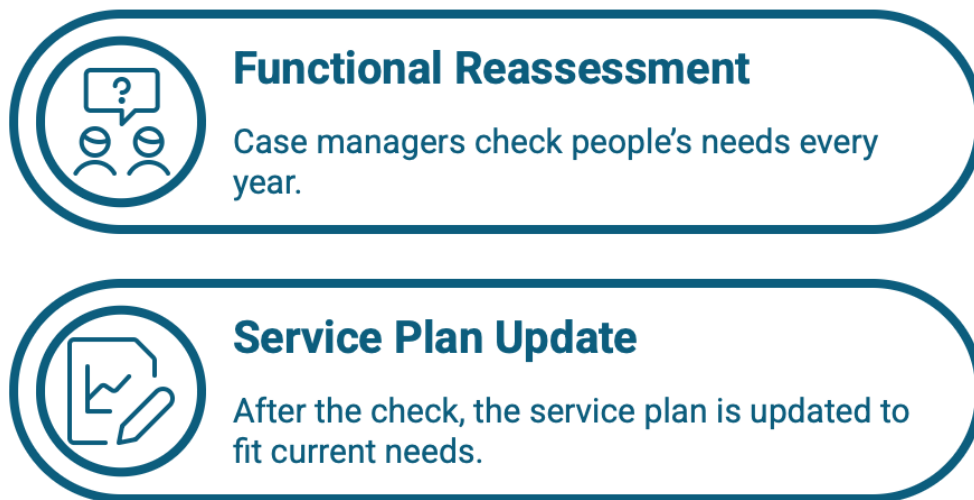 ?
Functional Reassessment
Case managers check people’s needs every
year.
Service Plan Update
After the check, the service plan is updated to
fit current needs.